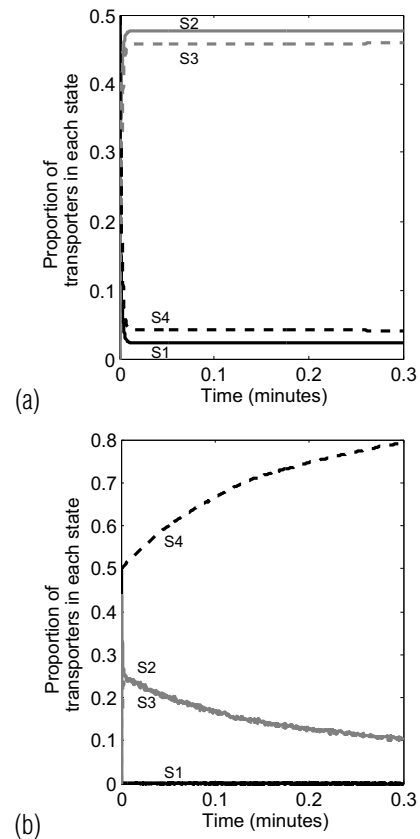 0.5
S2
S3
0.4
0.3
0.2
0.1
S4
S1
0
0
0.1
0.2
0.3
Proportion of
transporters in each state
Time (minutes)
(a)
0.8
0.7
0.6
S4
0.5
0.4
0.3
S2
0.2
S3
0.1
S1
0
0
0.1
0.2
0.3
Proportion of
transporters in each state
Time (minutes)
(b)